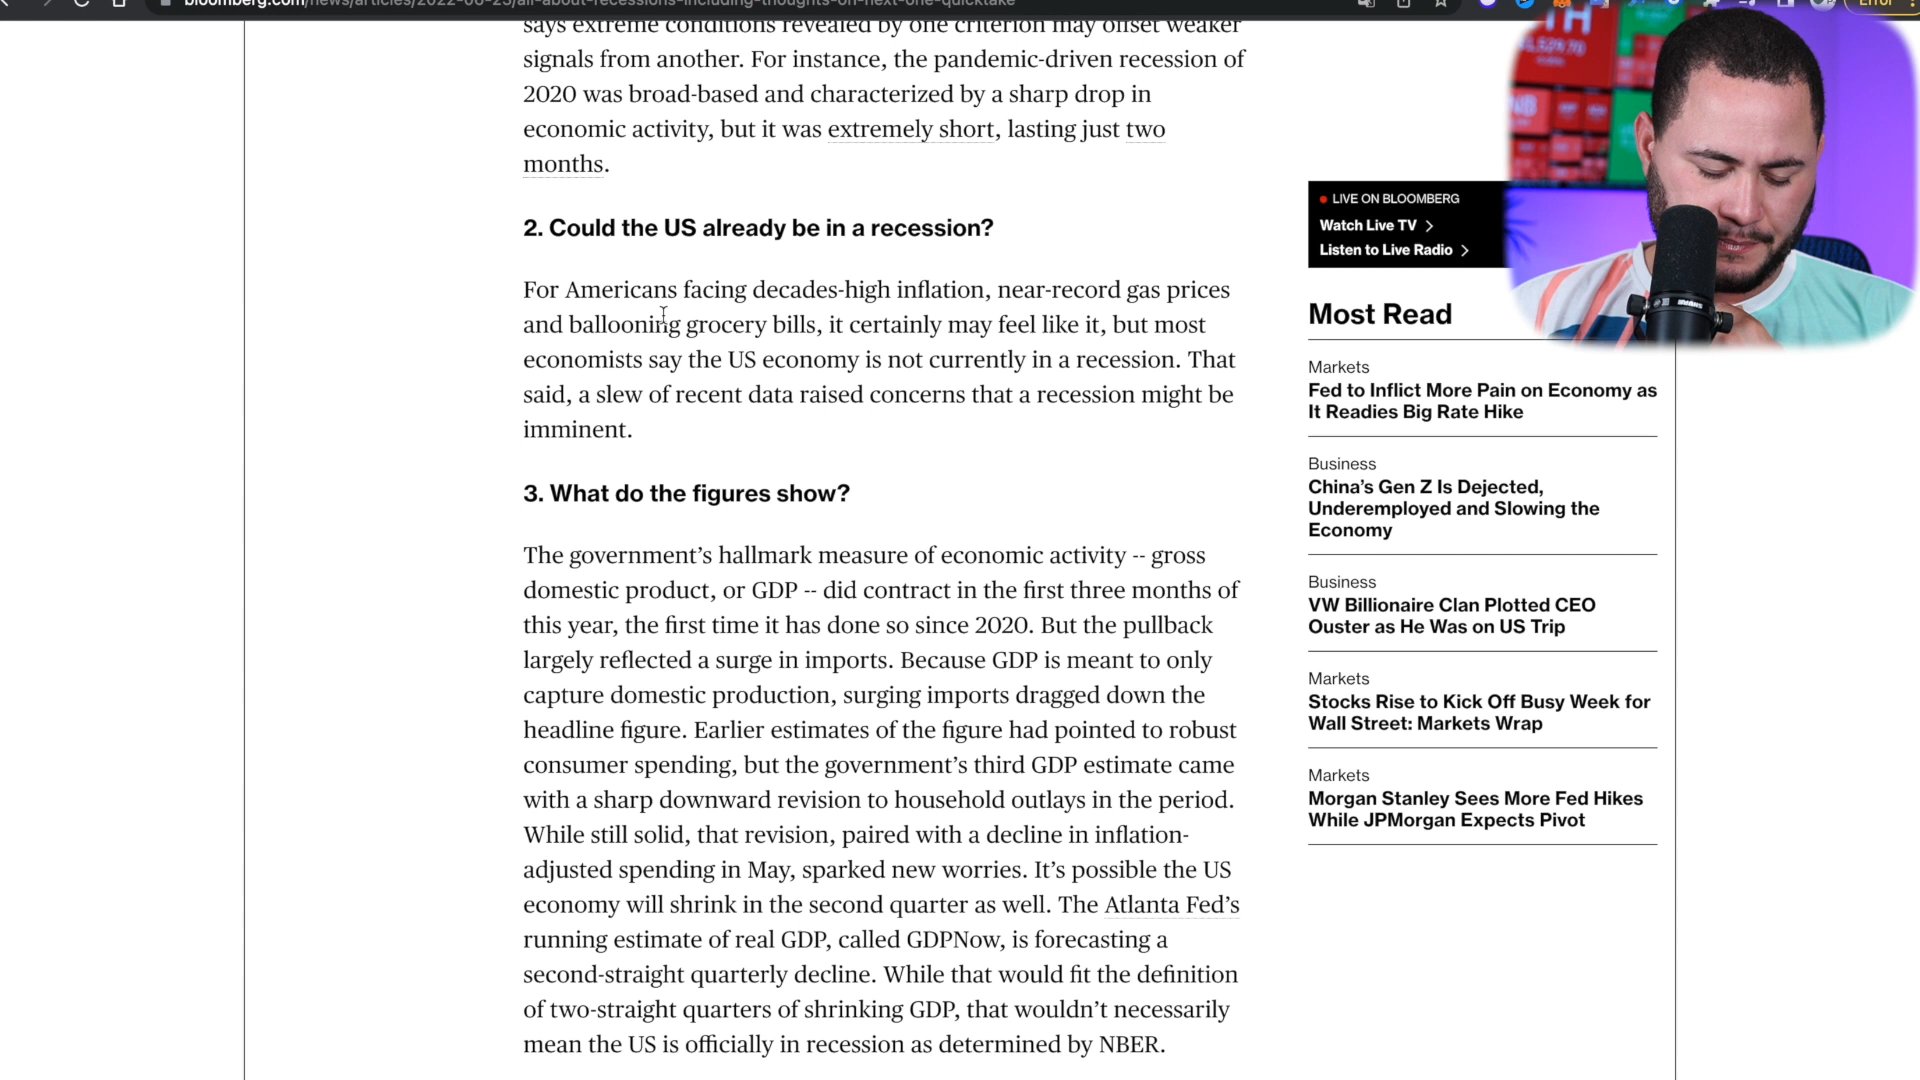 bloomberg.com/news/articles/2022-06-23/all-about-recessions-including-thoughts-on-next-one-quicktake
Error
says extreme conditions revealed by one criterion may offset weaker
signals from another. For instance, the pandemic-driven recession of
2020 was broad-based and characterized by a sharp drop in
economic activity, but it was extremely short, lasting just two
months.
2. Could the US already be in a recession?
For Americans facing decades-high inflation, near-record gas prices
and ballooning grocery bills, it certainly may feel like it, but most
economists say the US economy is not currently in a recession. That
said, a slew of recent data raised concerns that a recession might be
imminent.
3. What do the figures show?
The government’s hallmark measure of economic activity -- gross
domestic product, or GDP -- did contract in the first three months of
this year, the first time it has done so since 2020. But the pullback
largely reflected a surge in imports. Because GDP is meant to only
capture domestic production, surging imports dragged down the
headline figure. Earlier estimates of the figure had pointed to robust
consumer spending, but the government’s third GDP estimate came
with a sharp downward revision to household outlays in the period.
While still solid, that revision, paired with a decline in inflation-
adjusted spending in May, sparked new worries. It’s possible the US
economy will shrink in the second quarter as well. The Atlanta Fed’s
running estimate of real GDP, called GDPNow, is forecasting a
second-straight quarterly decline. While that would fit the definition
of two-straight quarters of shrinking GDP, that wouldn’t necessarily
mean the US is officially in recession as determined by NBER.
LIVE ON BLOOMBERG
Watch Live TV
Listen to Live Radio
Most Read
Markets
Fed to Inflict More Pain on Economy as
It Readies Big Rate Hike
Business
China’s Gen Z Is Dejected,
Underemployed and Slowing the
Economy
Business
VW Billionaire Clan Plotted CEO
Ouster as He Was on US Trip
Markets
Stocks Rise to Kick Off Busy Week for
Wall Street: Markets Wrap
Markets
Morgan Stanley Sees More Fed Hikes
While JPMorgan Expects Pivot